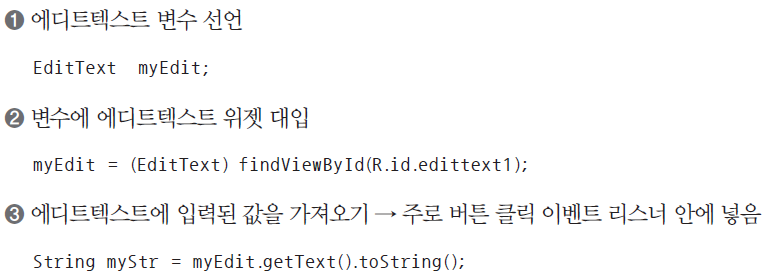 ❶ 에디트텍스트 변수 선언
EditText myEdit;
❷ 변수에 에디트텍스트 위젯 대입
myEdit = (EditText) findViewById(R.id.edittext1);
❸ 에디트텍스트에 입력된 값을 가져오기 → 주로 버튼 클릭 이벤트 리스너 안에 넣음
String myStr = myEdit.getText().toString();